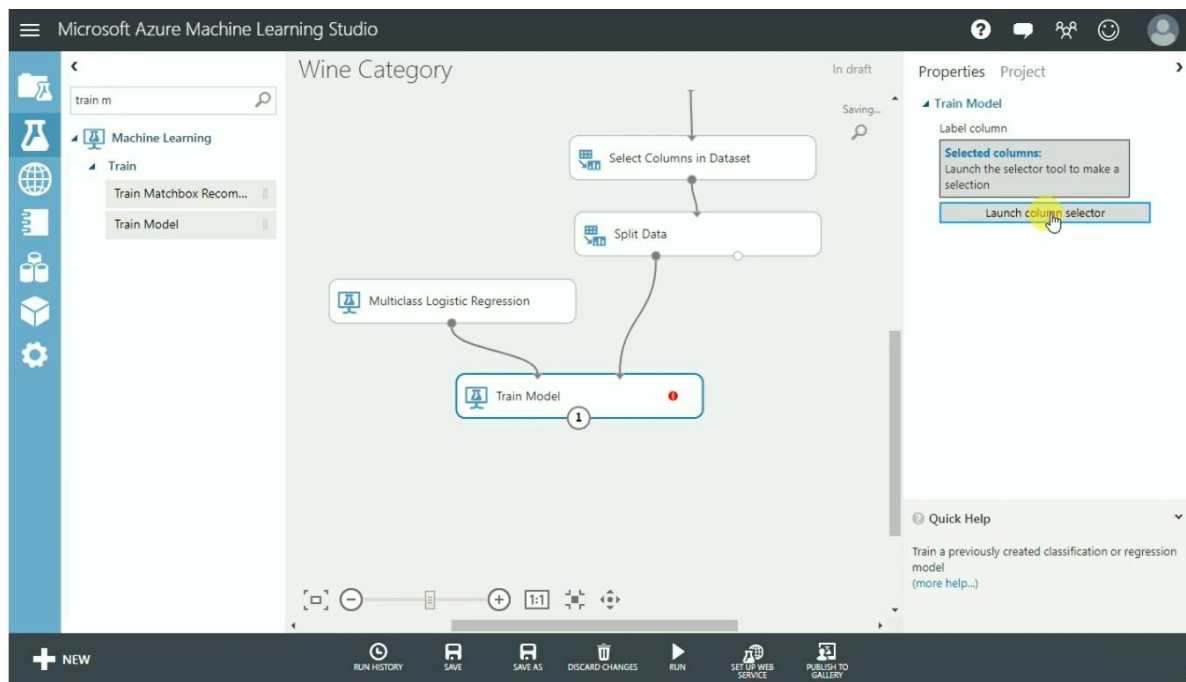 Microsoft Azure Machine Learning Studio
train m
Machine Learning
Train
Train Matchbox Recom...
Train Model
Wine Category
In draft
Saving...
Select Columns in Dataset
Split Data
Multiclass Logistic Regression
Train Model
1
1:1
Properties Project
Train Model
Label column
Selected columns:
Launch the selector tool to make a
selection
Launch column selector
Quick Help
Train a previously created classification or regression
model
(more help...)
NEW
RUN HISTORY
SAVE
SAVE AS
DISCARD CHANGES
RUN
SET UP WEB
SERVICE
PUBLISH TO
GALLERY